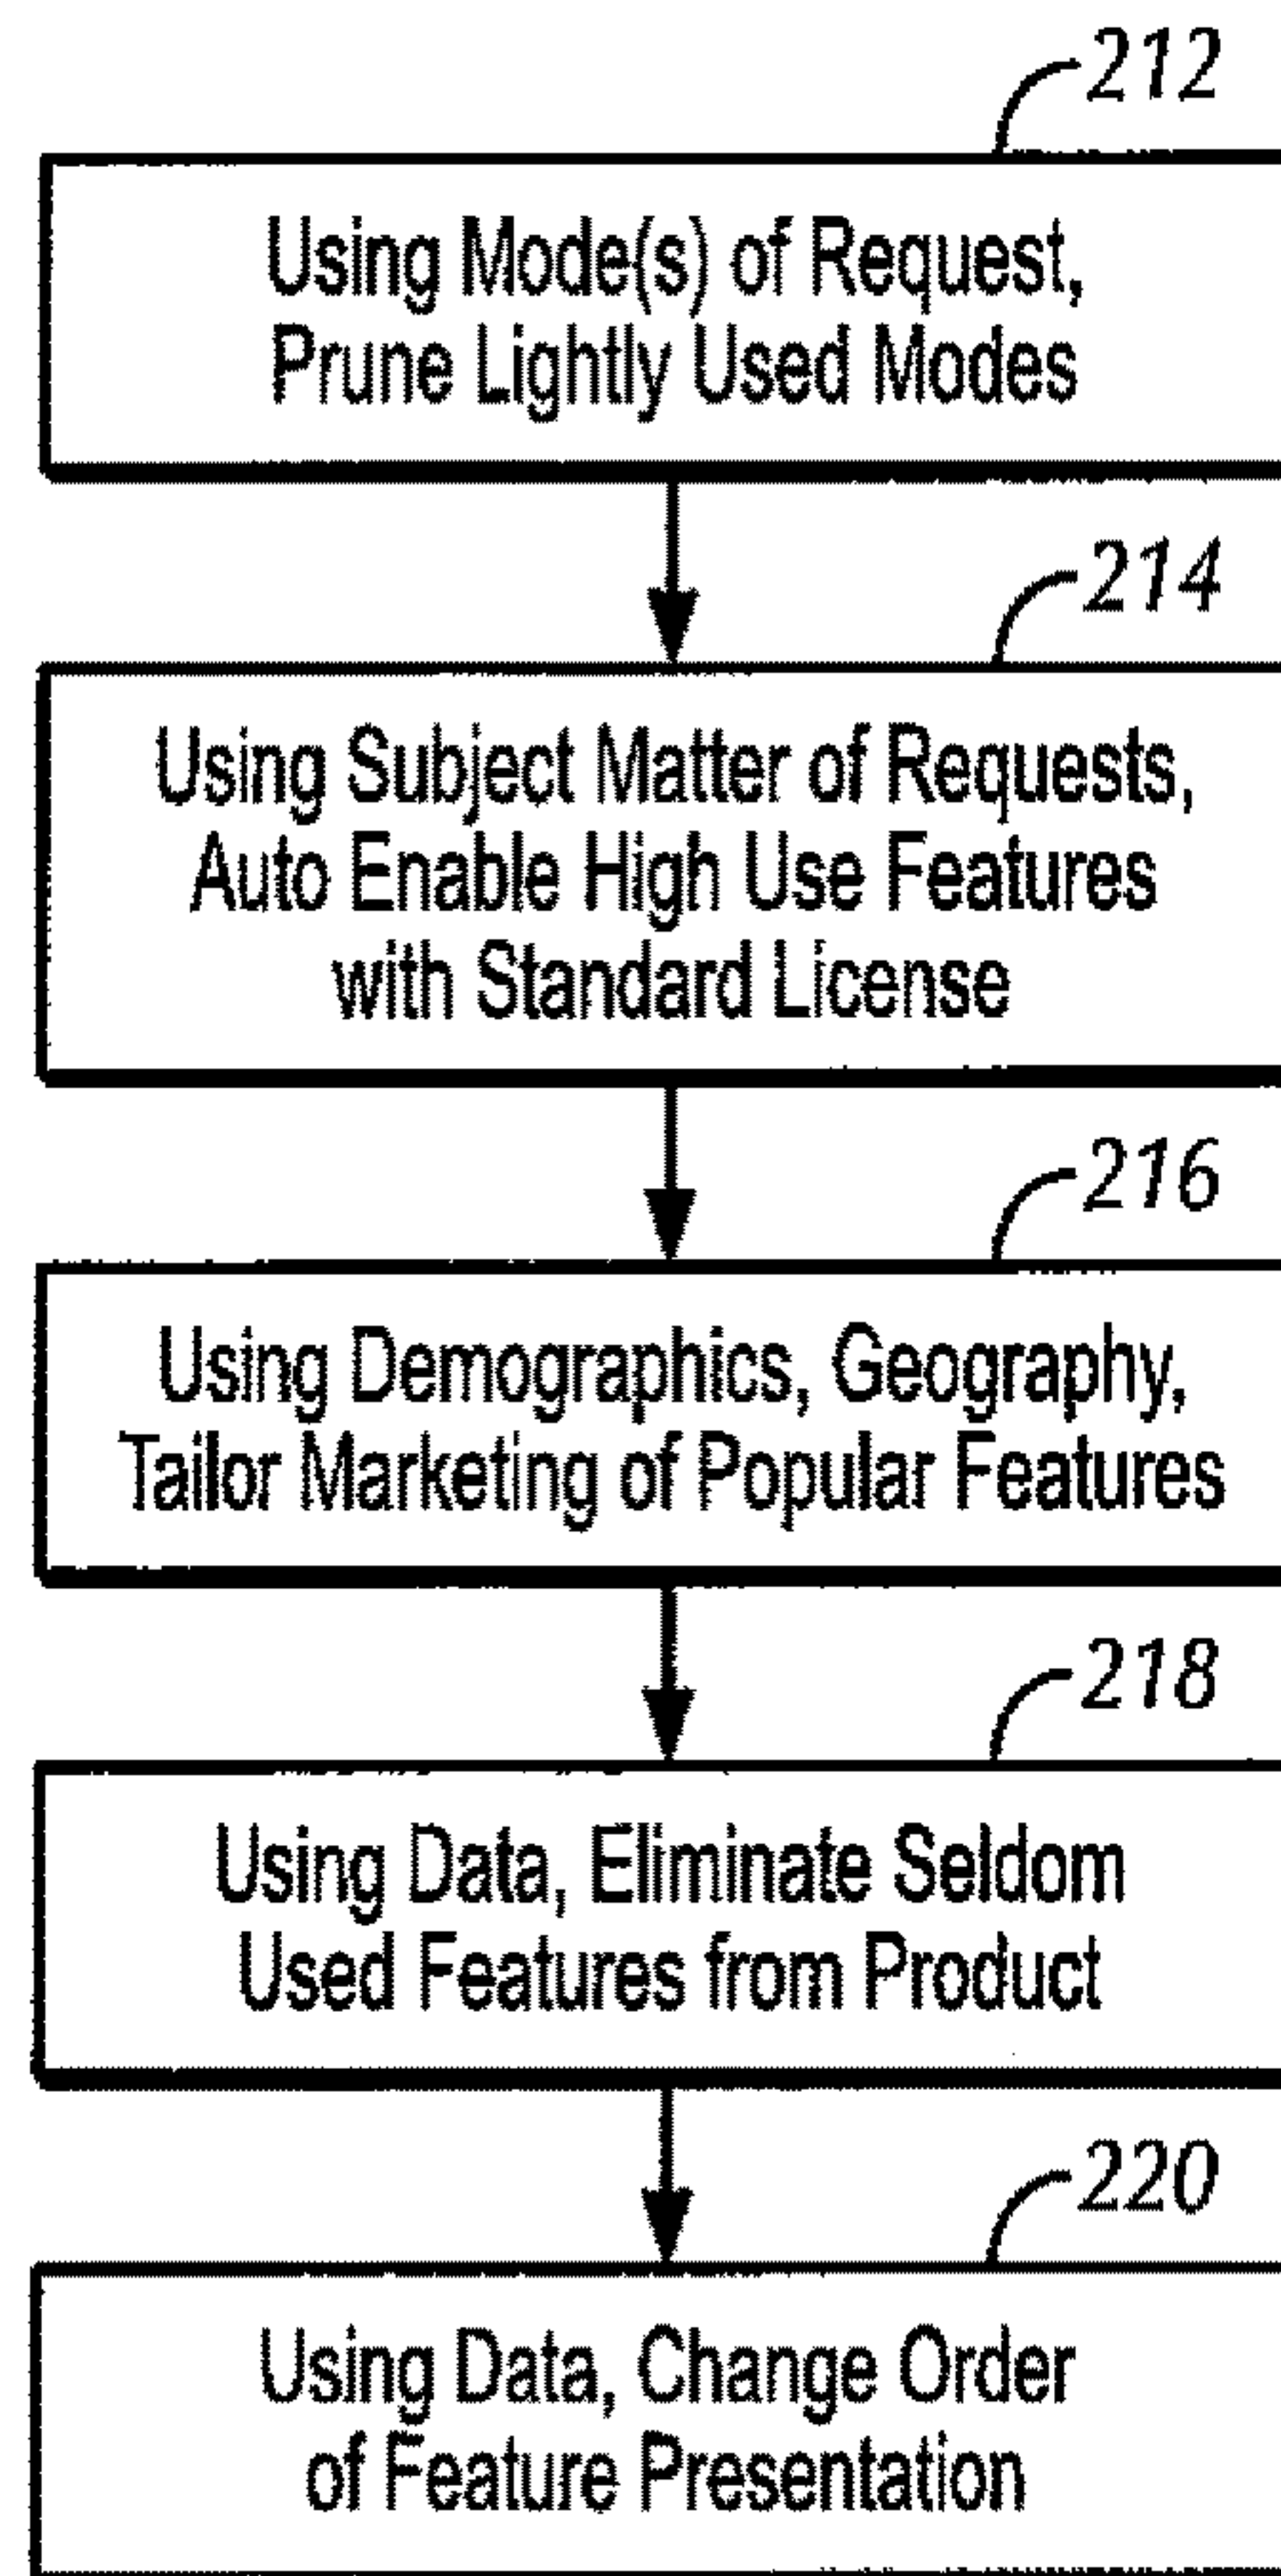 212
Using Mode(s) of Request,
Prune Lightly Used Modes
214
Using Subject Matter of Requests,
Auto Enable High Use Features
with Standard License
216
Using Demographics, Geography,
Tailor Marketing of Popular Features
218
Using Data, Eliminate Seldom
Used Features from Product
220
Using Data, Change Order
of Feature Presentation